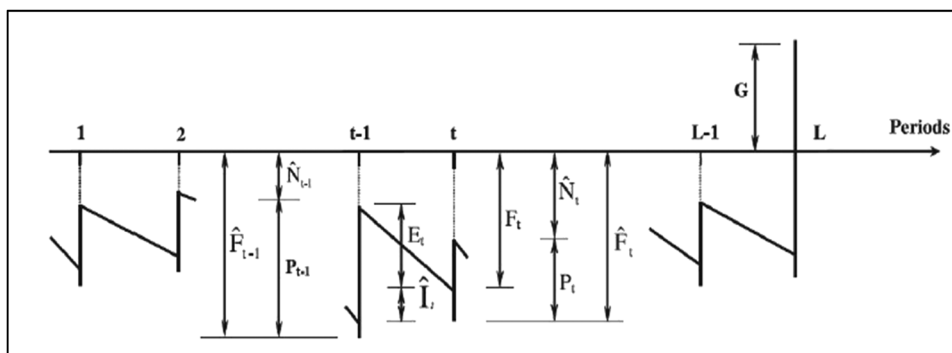 G
1 2 t-1 t L-1 L Periods
N̂t-1 F̂t-1 Pt-1
Et Ît
Ft N̂t Pt F̂t